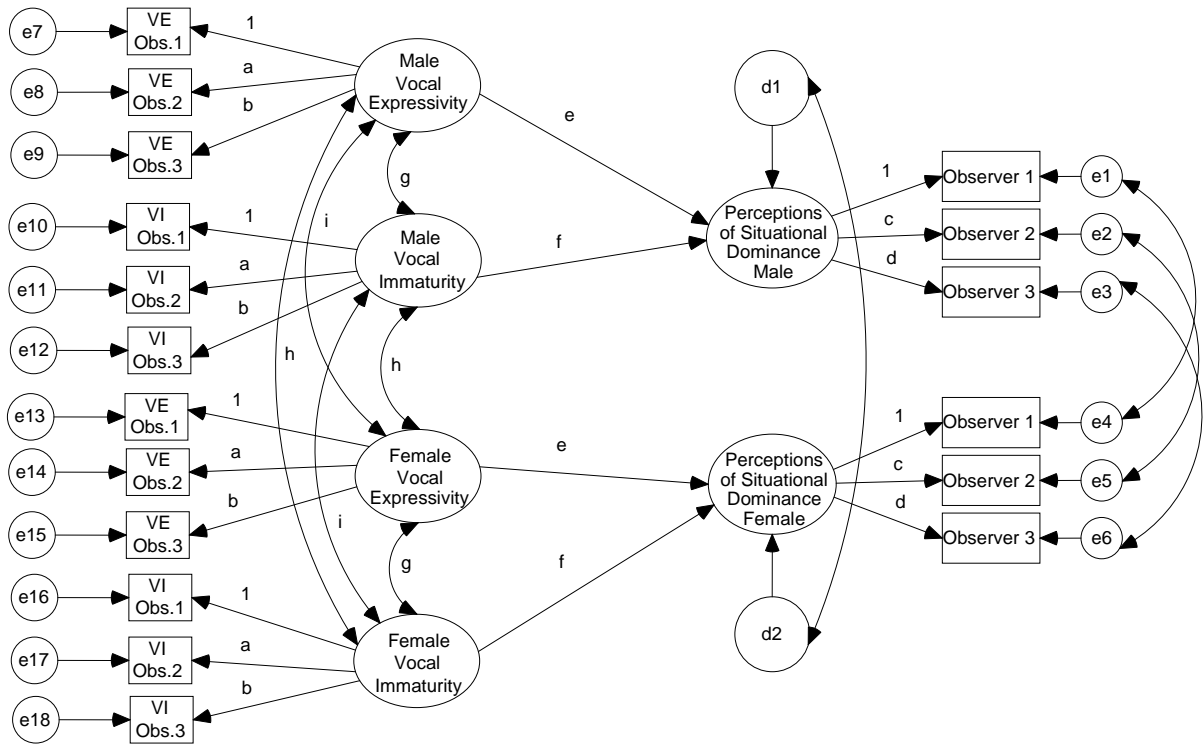 e7
VE
Obs.1
1
e8
VE
Obs.2
a
e9
VE
Obs.3
b
Male
Vocal
Expressivity
e10
VI
Obs.1
1
e11
VI
Obs.2
a
e12
VI
Obs.3
b
Male
Vocal
Immaturity
e13
VE
Obs.1
1
e14
VE
Obs.2
a
e15
VE
Obs.3
b
Female
Vocal
Expressivity
e16
VI
Obs.1
1
e17
VI
Obs.2
a
e18
VI
Obs.3
b
Female
Vocal
Immaturity
g
i
h
h
i
g
e
f
e
f
d1
Perceptions
of Situational
Dominance
Male
1
c
d
Observer 1
Observer 2
Observer 3
e1
e2
e3
Perceptions
of Situational
Dominance
Female
1
c
d
Observer 1
Observer 2
Observer 3
e4
e5
e6
d2